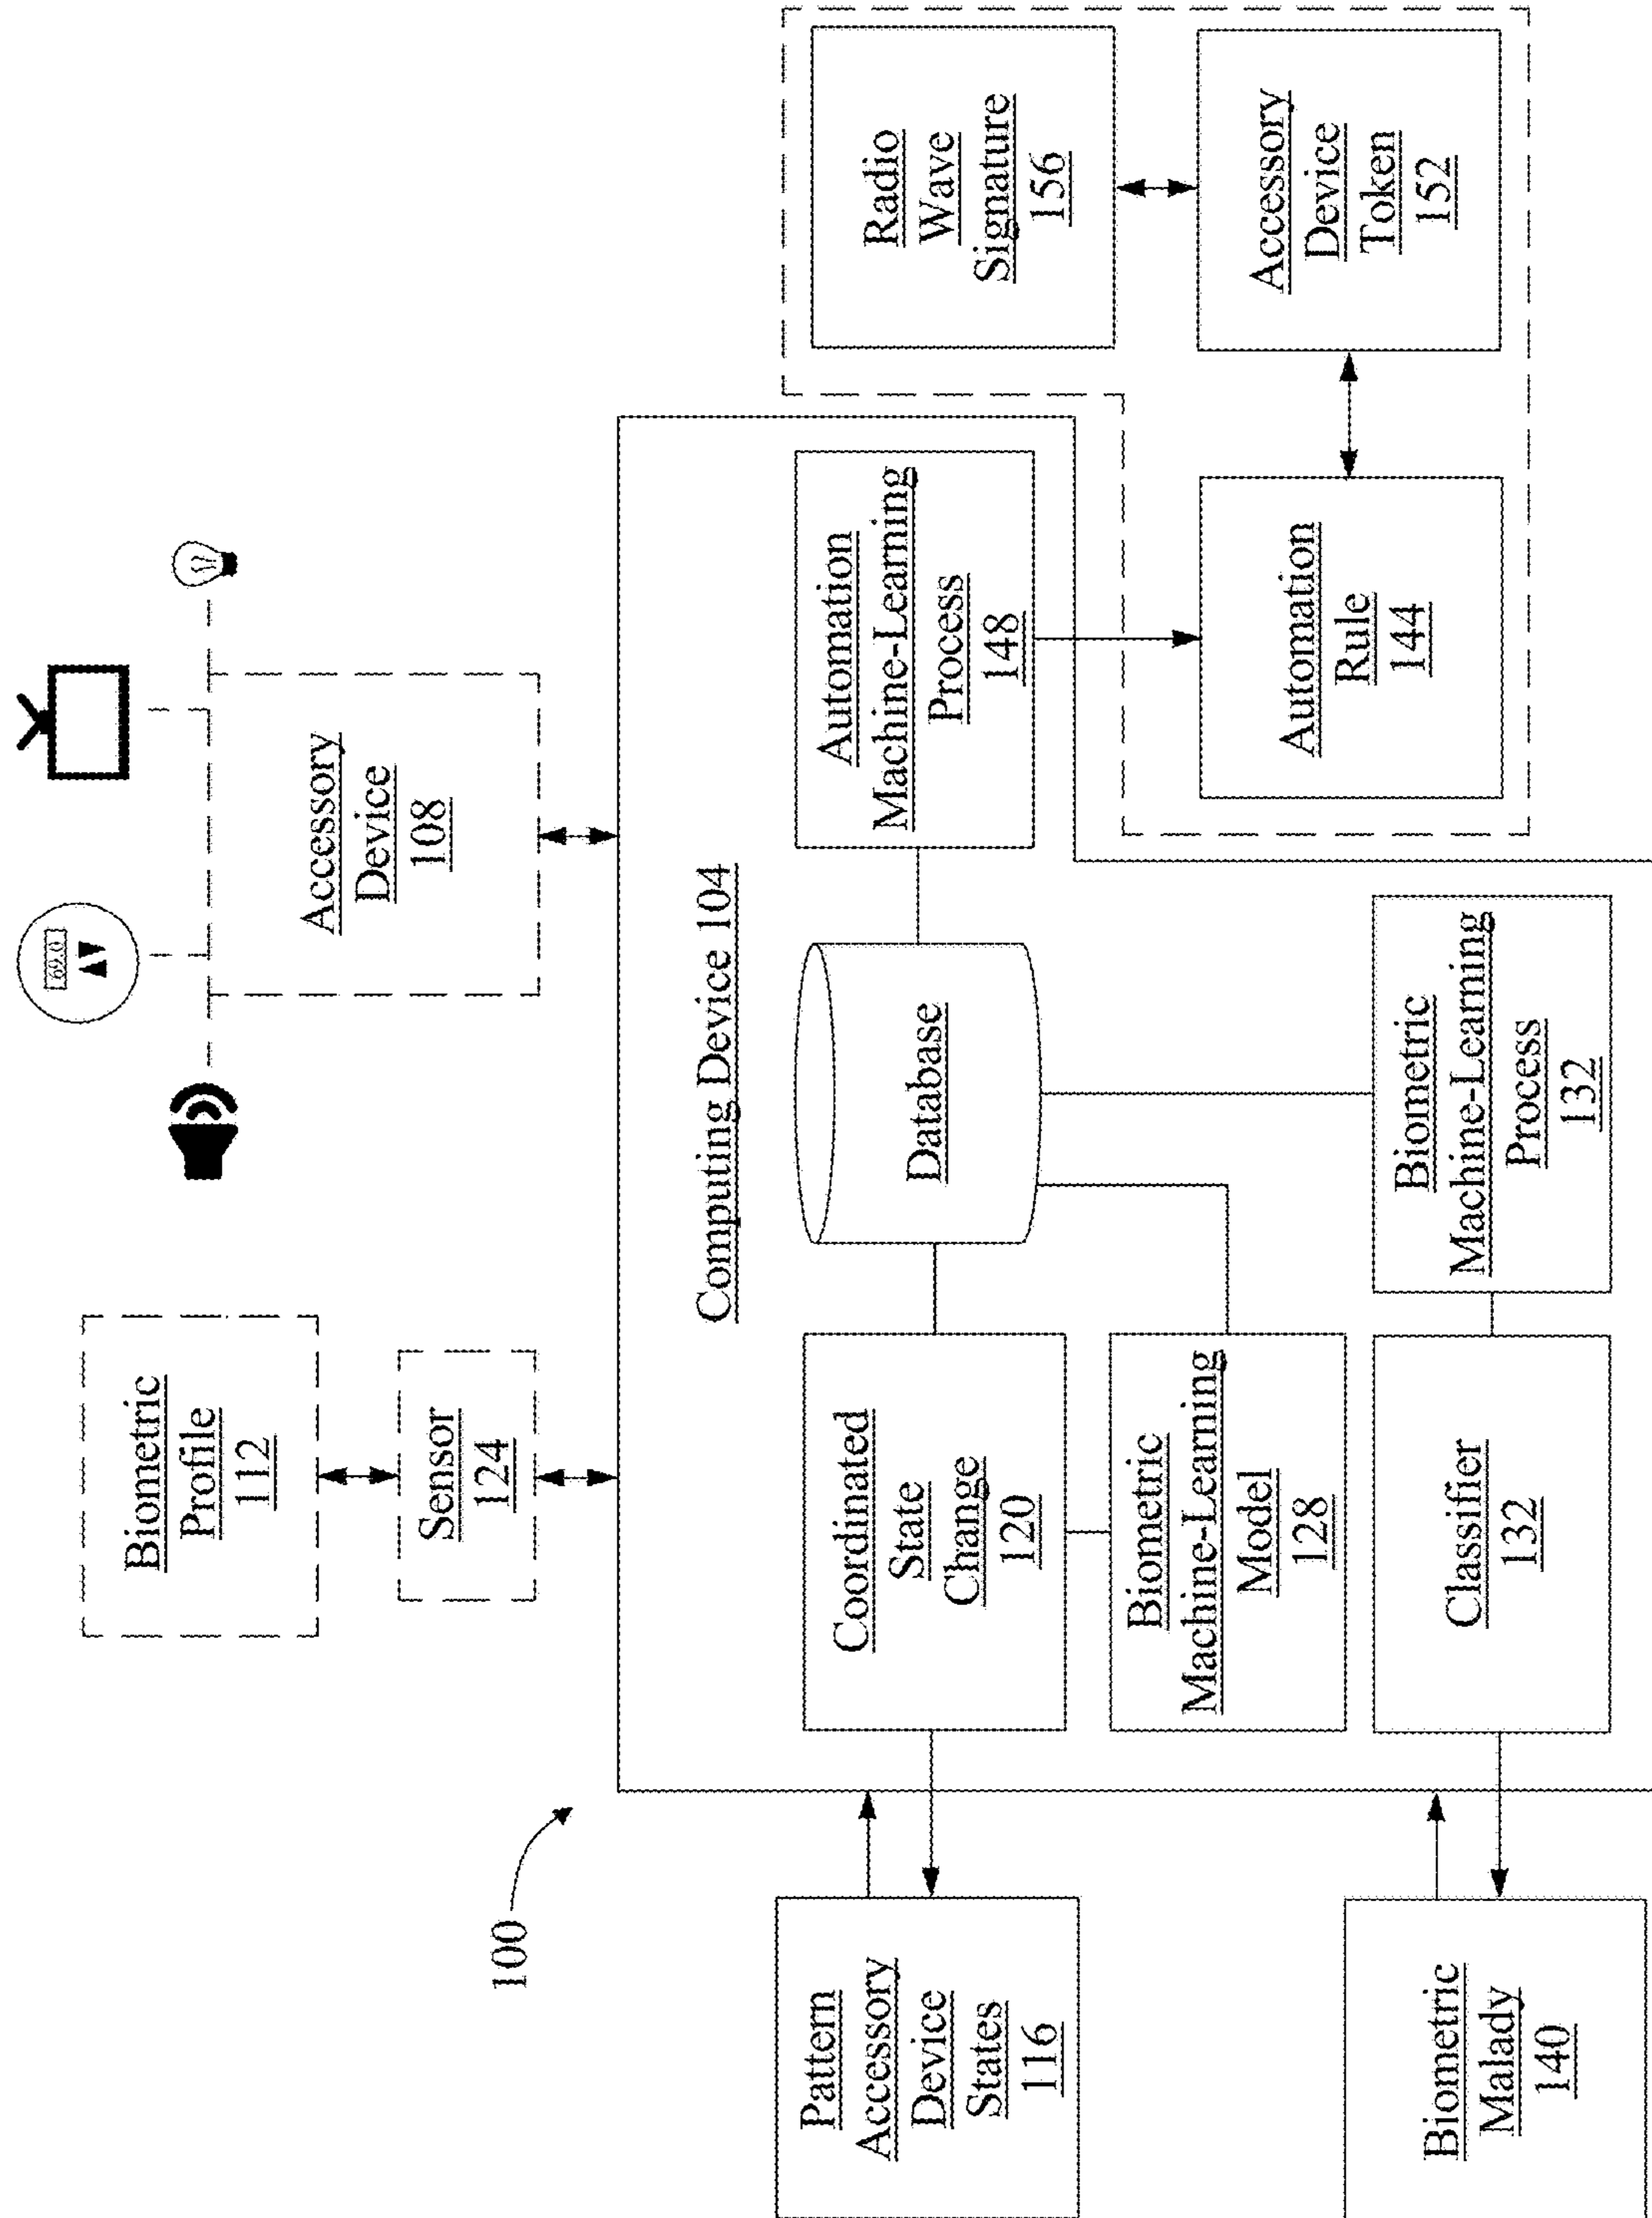 100
Biometric
Profile
112
Sensor
124
69.0
Accessory
Device
108
Computing Device 104
Pattern
Accessory
Device
States
116
Coordinated
State
Change
120
Database
Automation
Machine-Learning
Process
148
Radio
Wave
Signature
156
Biometric
Machine-Learning
Model
128
Automation
Rule
144
Accessory
Device
Token
152
Biometric
Malady
140
Classifier
132
Biometric
Machine-Learning
Process
132